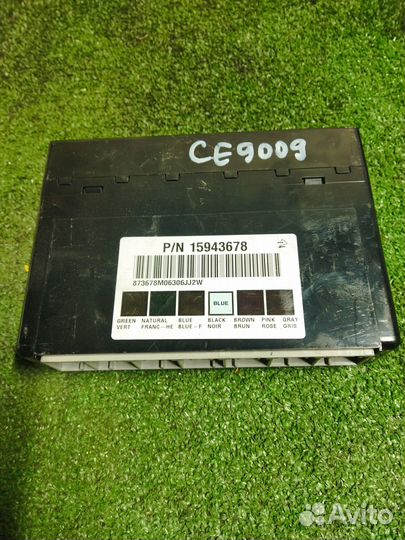 CE9009
P/N 15943678
873678M06306JJ2W
BLUE
GREEN NATURAL BLUE BLACK BROWN PINK GRAY
VERT FRANC-HE BLUE-F NOIR BRUN ROSE GRIS
Avito